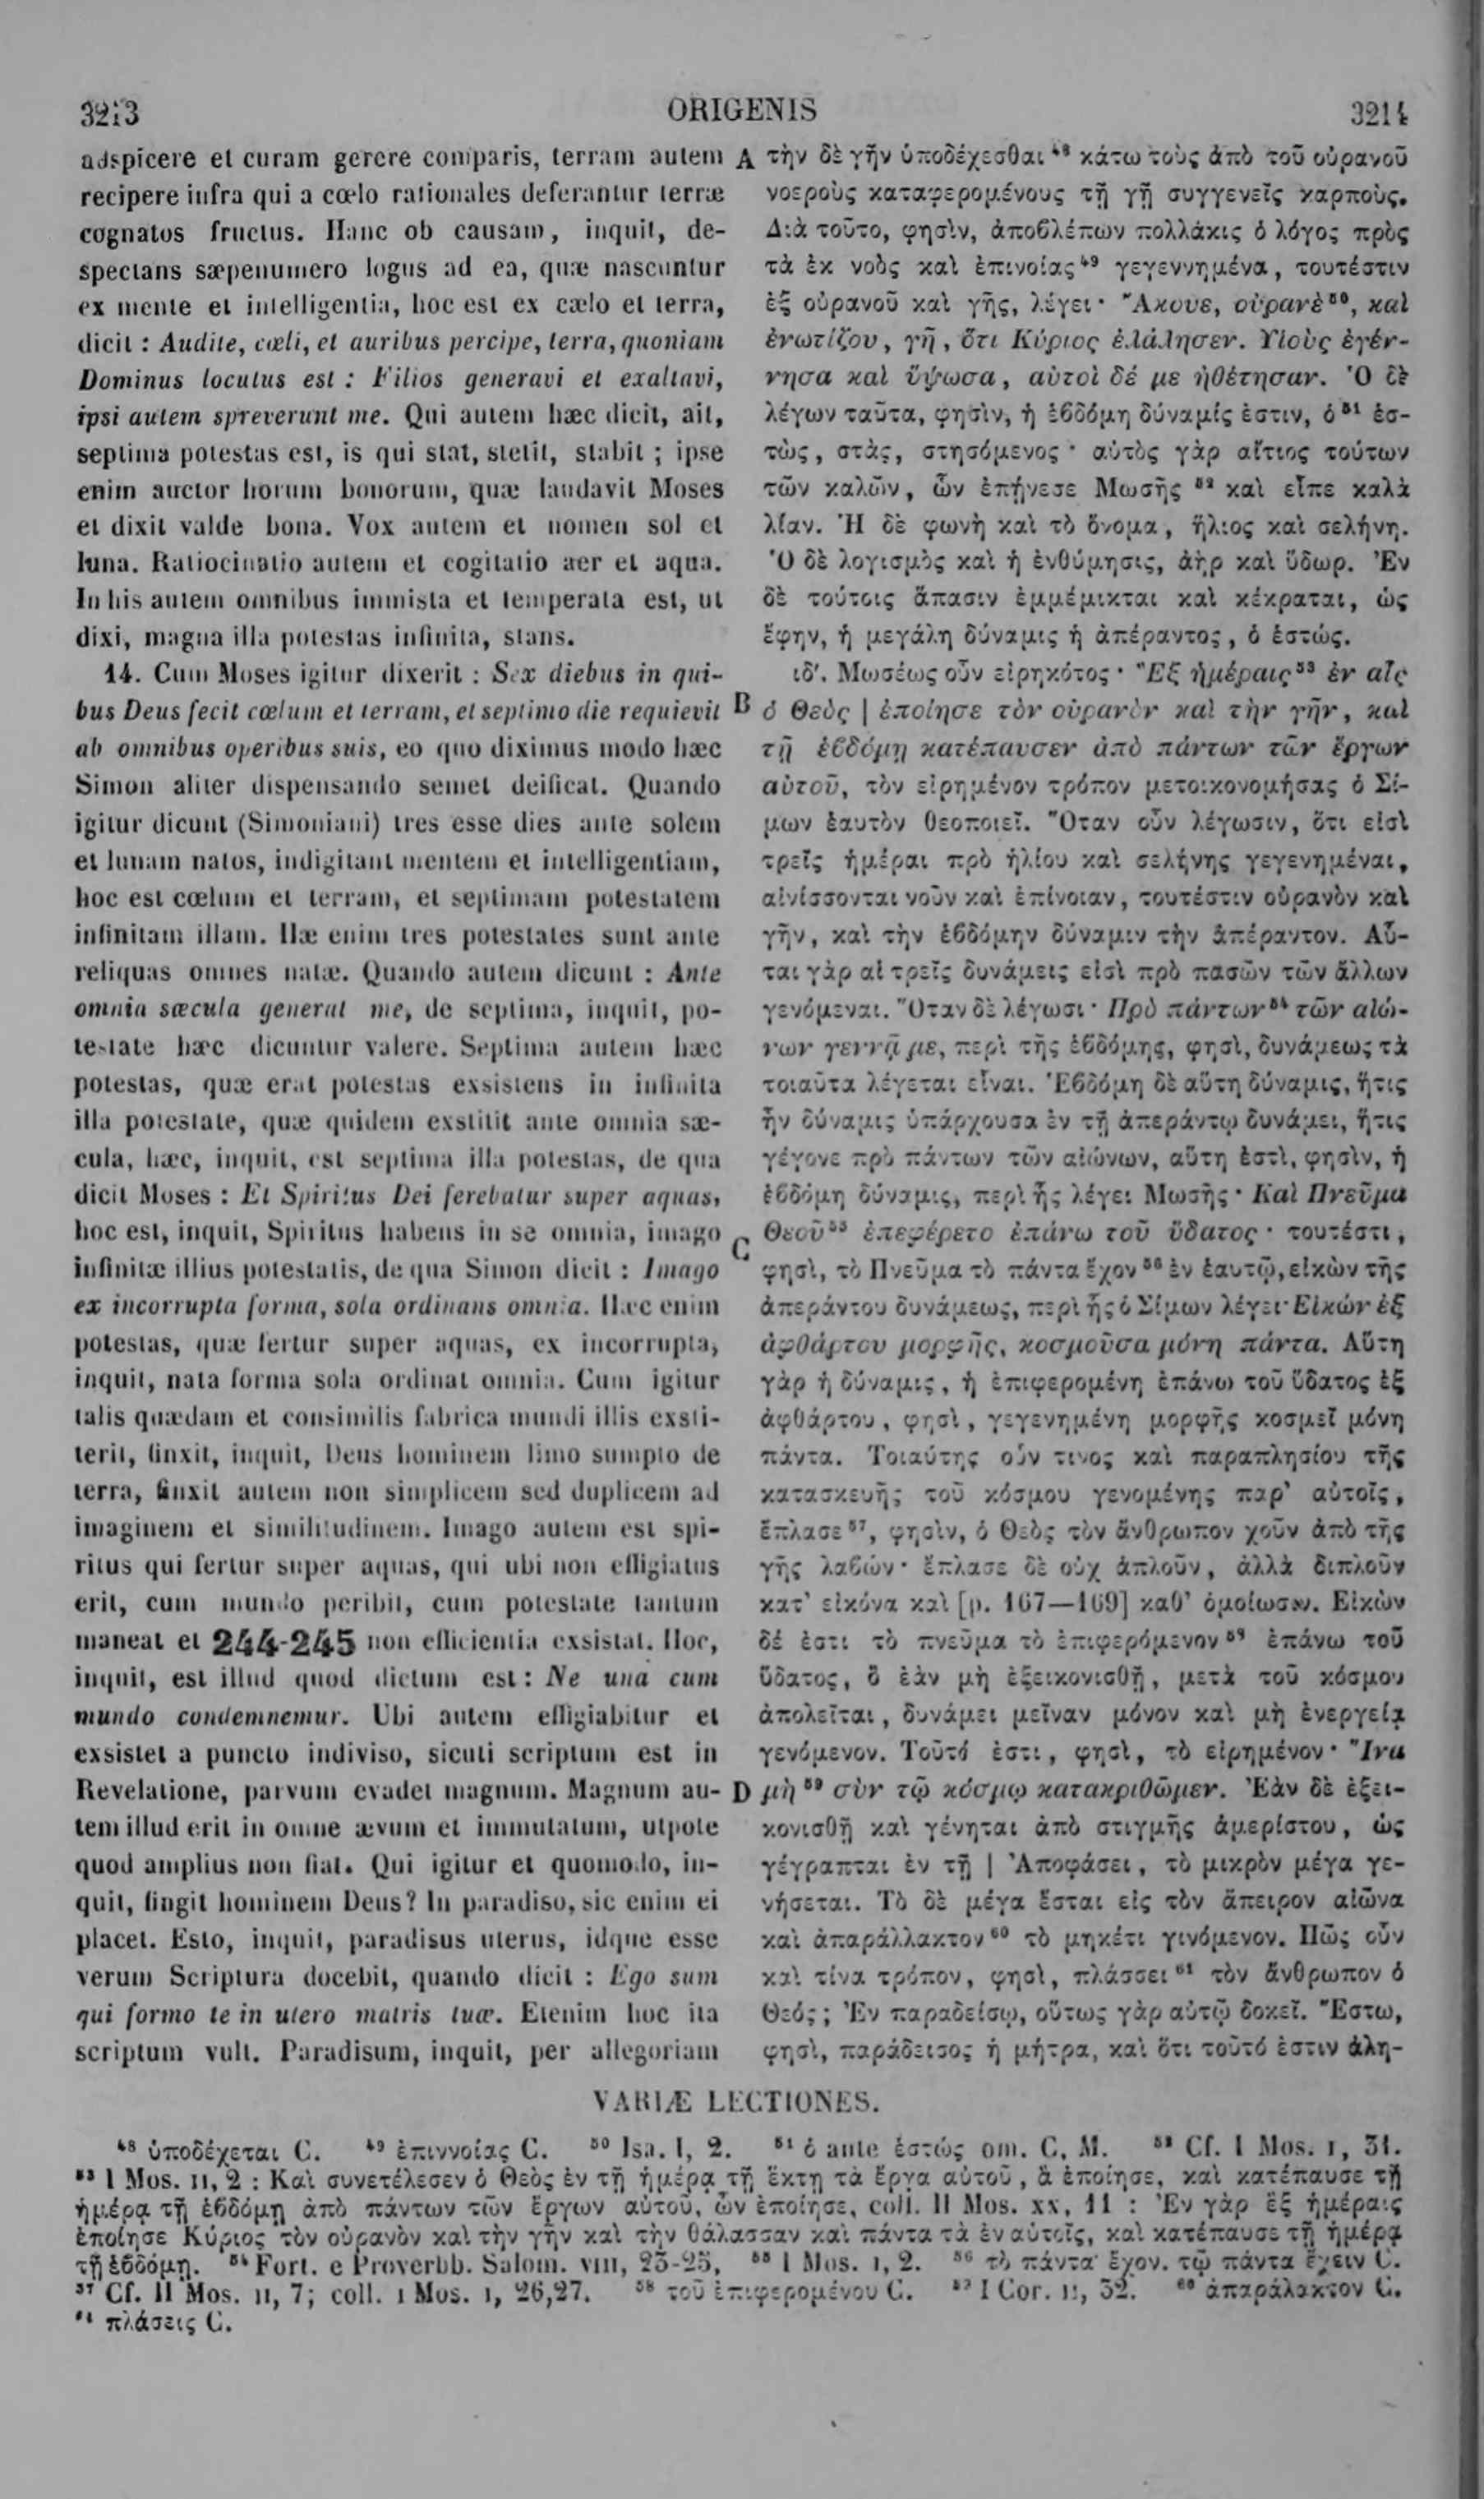 3213
ORIGENIS
3214
adspicere et curam gerere comparis, terram autem
recipere infra qui a cœlo rationales deferantur terræ
cognatos fructus. Hanc ob causam, inquit, de-
spectans sæpenumero logus ad ea, quæ nascuntur
ex mente et intelligentia, hoc est ex cælo et terra,
dicit : Audite, cœli, et auribus percipe, terra, quoniam
Dominus locutus est : Filios generavi et exaltavi,
ipsi autem spreverunt me. Qui autem hæc dicit, ait,
septima potestas est, is qui stat, stetit, stabit ; ipse
enim auctor horum bonorum, quæ laudavit Moses
et dixit valde bona. Vox autem et nomen sol et
luna. Ratiocinatio autem et cogitatio aer et aqua.
In his autem omnibus immista et temperata est, ut
dixi, magna illa potestas infinita, stans.
14. Cum Moses igitur dixerit : Sex diebus in qui-
bus Deus fecit cœlum et terram, et septimo die requievit
ab omnibus operibus suis, eo quo diximus modo hæc
Simon aliter dispensando semet deificat. Quando
igitur dicunt (Simoniani) tres esse dies ante solem
et lunam natos, indigitant mentem et intelligentiam,
hoc est cœlum et terram, et septimam potestatem
infinitam illam. Hæ enim tres potestates sunt ante
reliquas omnes natæ. Quando autem dicunt : Ante
omnia sæcula generat me, de septima, inquit, po-
testate hæc dicuntur valere. Septima autem hæc
potestas, quæ erat potestas exsistens in infinita
illa potestate, quæ quidem exstitit ante omnia sæ-
cula, hæc, inquit, est septima illa potestas, de qua
dicit Moses : Et Spiritus Dei ferebatur super aquas,
hoc est, inquit, Spiritus habens in se omnia, imago
infinitæ illius potestatis, de qua Simon dicit : Imago
ex incorrupta forma, sola ordinans omnia. Hæc enim
potestas, quæ fertur super aquas, ex incorrupta,
inquit, nata forma sola ordinat omnia. Cum igitur
talis quædam et consimilis fabrica mundi illis exsti-
terit, finxit, inquit, Deus hominem limo sumpto de
terra, finxit autem non simplicem sed duplicem ad
imaginem et similitudinem. Imago autem est spi-
ritus qui fertur super aquas, qui ubi non effigiatus
erit, cum mundo peribit, cum potestate tantum
maneat et 244-245 non efficientia exsistat. Hoc,
inquit, est illud quod dictum est : Ne una cum
mundo condemnemur. Ubi autem effigiabitur et
exsistet a puncto indiviso, sicuti scriptum est in
Revelatione, parvum evadet magnum. Magnum au-
tem illud erit in omne ævum et immutatum, utpote
quod amplius non fiat. Qui igitur et quomodo, in-
quit, fingit hominem Deus? In paradiso, sic enim ei
placet. Esto, inquit, paradisus uterus, idque esse
verum Scriptura docebit, quando dicit : Ego sum
qui formo te in utero matris tuæ. Etenim hoc ita
scriptum vult. Paradisum, inquit, per allegoriam
A τὴν δὲ γῆν ὑποδέχεσθαι⁴⁸ κάτω τοὺς ἀπὸ τοῦ οὐρανοῦ
νοεροὺς καταφερομένους τῇ γῇ συγγενεῖς καρπούς.
Διὰ τοῦτο, φησὶν, ἀποβλέπων πολλάκις ὁ λόγος πρὸς
τὰ ἐκ νοὸς καὶ ἐπινοίας⁴⁹ γεγεννημένα, τουτέστιν
ἐξ οὐρανοῦ καὶ γῆς, λέγει· Ἄκουε, οὐρανὲ⁵⁰, καὶ
ἐνωτίζου, γῆ, ὅτι Κύριος ἐλάλησεν. Υἱοὺς ἐγέν-
νησα καὶ ὕψωσα, αὐτοὶ δέ με ἠθέτησαν. Ὁ δὲ
λέγων ταῦτα, φησὶν, ἡ ἑβδόμη δύναμίς ἐστιν, ὁ⁵¹ ἑσ-
τὼς, στὰς, στησόμενος· αὐτὸς γὰρ αἴτιος τούτων
τῶν καλῶν, ὧν ἐπῄνεσε Μωσῆς⁵² καὶ εἶπε καλὰ
λίαν. Ἡ δὲ φωνὴ καὶ τὸ ὄνομα, ἥλιος καὶ σελήνη.
Ὁ δὲ λογισμὸς καὶ ἡ ἐνθύμησις, ἀὴρ καὶ ὕδωρ. Ἐν
δὲ τούτοις ἅπασιν ἐμμέμικται καὶ κέκραται, ὡς
ἔφην, ἡ μεγάλη δύναμις ἡ ἀπέραντος, ὁ ἑστώς.
ιδʹ. Μωσέως οὖν εἰρηκότος· Ἓξ ἡμέραις⁵³ ἐν αἷς
B ὁ Θεὸς | ἐποίησε τὸν οὐρανὸν καὶ τὴν γῆν, καὶ
τῇ ἑβδόμῃ κατέπαυσεν ἀπὸ πάντων τῶν ἔργων
αὐτοῦ, τὸν εἰρημένον τρόπον μετοικονομήσας ὁ Σί-
μων ἑαυτὸν θεοποιεῖ. Ὅταν οὖν λέγωσιν, ὅτι εἰσὶ
τρεῖς ἡμέραι πρὸ ἡλίου καὶ σελήνης γεγενημέναι,
αἰνίσσονται νοῦν καὶ ἐπίνοιαν, τουτέστιν οὐρανὸν καὶ
γῆν, καὶ τὴν ἑβδόμην δύναμιν τὴν ἀπέραντον. Αὗ-
ται γὰρ αἱ τρεῖς δυνάμεις εἰσὶ πρὸ πασῶν τῶν ἄλλων
γενόμεναι. Ὅταν δὲ λέγωσι· Πρὸ πάντων⁵⁴ τῶν αἰώ-
νων γεννᾷ με, περὶ τῆς ἑβδόμης, φησὶ, δυνάμεως τὰ
τοιαῦτα λέγεται εἶναι. Ἑβδόμη δὲ αὕτη δύναμις, ἥτις
ἦν δύναμις ὑπάρχουσα ἐν τῇ ἀπεράντῳ δυνάμει, ἥτις
γέγονε πρὸ πάντων τῶν αἰώνων, αὕτη ἐστὶ, φησὶν, ἡ
ἑβδόμη δύναμις, περὶ ἧς λέγει Μωσῆς· Καὶ Πνεῦμα
C Θεοῦ⁵⁵ ἐπεφέρετο ἐπάνω τοῦ ὕδατος· τουτέστι,
φησὶ, τὸ Πνεῦμα τὸ πάντα ἔχον⁵⁶ ἐν ἑαυτῷ, εἰκὼν τῆς
ἀπεράντου δυνάμεως, περὶ ἧς ὁ Σίμων λέγει· Εἰκὼν ἐξ
ἀφθάρτου μορφῆς, κοσμοῦσα μόνη πάντα. Αὕτη
γὰρ ἡ δύναμις, ἡ ἐπιφερομένη ἐπάνω τοῦ ὕδατος ἐξ
ἀφθάρτου, φησὶ, γεγενημένη μορφῆς κοσμεῖ μόνη
πάντα. Τοιαύτης οὖν τινος καὶ παραπλησίου τῆς
κατασκευῆς τοῦ κόσμου γενομένης παρ' αὐτοῖς,
ἔπλασε⁵⁷, φησὶν, ὁ Θεὸς τὸν ἄνθρωπον χοῦν ἀπὸ τῆς
γῆς λαβών· ἔπλασε δὲ οὐχ ἁπλοῦν, ἀλλὰ διπλοῦν
κατ' εἰκόνα καὶ [p. 167—169] καθ' ὁμοίωσιν. Εἰκὼν
δέ ἐστι τὸ πνεῦμα τὸ ἐπιφερόμενον⁵⁸ ἐπάνω τοῦ
ὕδατος, ὃ ἐὰν μὴ ἐξεικονισθῇ, μετὰ τοῦ κόσμου
ἀπολεῖται, δυνάμει μεῖναν μόνον καὶ μὴ ἐνεργείᾳ
γενόμενον. Τοῦτό ἐστι, φησὶ, τὸ εἰρημένον· Ἵνα
D μὴ⁵⁹ σὺν τῷ κόσμῳ κατακριθῶμεν. Ἐὰν δὲ ἐξει-
κονισθῇ καὶ γένηται ἀπὸ στιγμῆς ἀμερίστου, ὡς
γέγραπται ἐν τῇ | Ἀποφάσει, τὸ μικρὸν μέγα γε-
νήσεται. Τὸ δὲ μέγα ἔσται εἰς τὸν ἄπειρον αἰῶνα
καὶ ἀπαράλλακτον⁶⁰ τὸ μηκέτι γινόμενον. Πῶς οὖν
καὶ τίνα τρόπον, φησὶ, πλάσσει⁶¹ τὸν ἄνθρωπον ὁ
Θεός; Ἐν παραδείσῳ, οὕτως γὰρ αὐτῷ δοκεῖ. Ἔστω,
φησὶ, παράδεισος ἡ μήτρα, καὶ ὅτι τοῦτό ἐστιν ἀλη-
VARIÆ LECTIONES.
⁴⁸ ὑποδέχεται C. ⁴⁹ ἐπιννοίας C. ⁵⁰ Isa. I, 2. ⁵¹ ὁ ante ἑστώς om. C, M. ⁵² Cf. I Mos. I, 31.
⁵³ I Mos. II, 2 : Καὶ συνετέλεσεν ὁ Θεὸς ἐν τῇ ἡμέρᾳ τῇ ἕκτῃ τὰ ἔργα αὐτοῦ, ἃ ἐποίησε, καὶ κατέπαυσε τῇ
ἡμέρᾳ τῇ ἑβδόμῃ ἀπὸ πάντων τῶν ἔργων αὐτοῦ, ὧν ἐποίησε, coll. II Mos. XX, 11 : Ἐν γὰρ ἓξ ἡμέραις
ἐποίησε Κύριος τὸν οὐρανὸν καὶ τὴν γῆν καὶ τὴν θάλασσαν καὶ πάντα τὰ ἐν αὐτοῖς, καὶ κατέπαυσε τῇ ἡμέρᾳ
τῇ ἑβδόμῃ. ⁵⁴ Fort. e Proverbb. Salom. VIII, 23-25, ⁵⁵ I Mos. I, 2. ⁵⁶ τὸ πάντα ἔχον. τῷ πάντα ἔχειν C.
⁵⁷ Cf. II Mos. II, 7; coll. I Mos. I, 26,27. ⁵⁸ τοῦ ἐπιφερομένου C. ⁵⁹ I Cor. II, 32. ⁶⁰ ἀπαράλακτον C.
⁶¹ πλάσεις C.